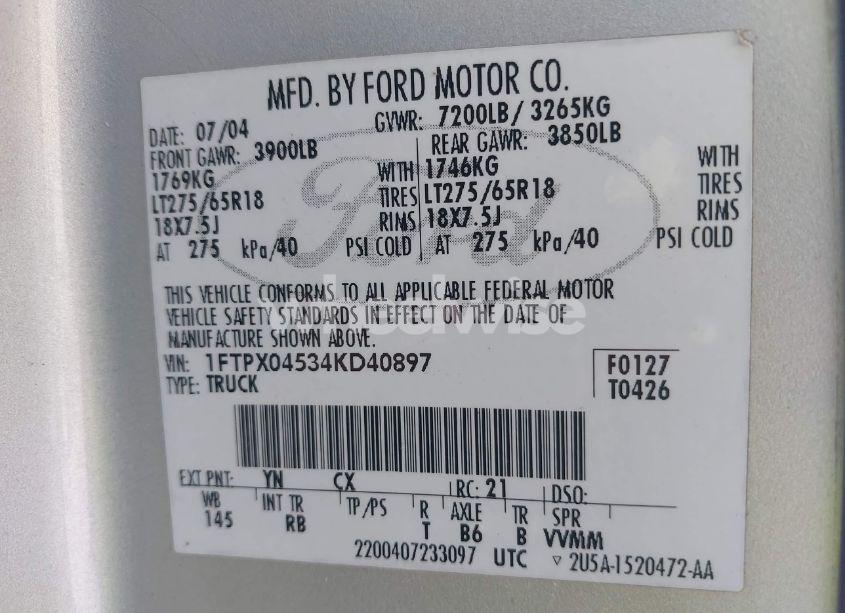 MFD. BY FORD MOTOR CO.
DATE: 07/04 GVWR: 7200LB/ 3265KG
FRONT GAWR: 3900LB REAR GAWR: 3850LB
1769KG WITH 1746KG WITH
LT275/65R18 TIRES LT275/65R18 TIRES
18X7.5J RIMS 18X7.5J RIMS
AT 275 kPa/40 PSI COLD AT 275 kPa/40 PSI COLD
Ford
THIS VEHICLE CONFORMS TO ALL APPLICABLE FEDERAL MOTOR
VEHICLE SAFETY STANDARDS IN EFFECT ON THE DATE OF
MANUFACTURE SHOWN ABOVE.
VIN: 1FTPX04534KD40897 F0127
TYPE: TRUCK T0426
EXT PNT: YN CX RC: 21 DSO:
WB INT TR TP/PS R AXLE TR SPR
145 RB T B6 B VVMM
2200407233097 UTC ▿ 2U5A-1520472-AA